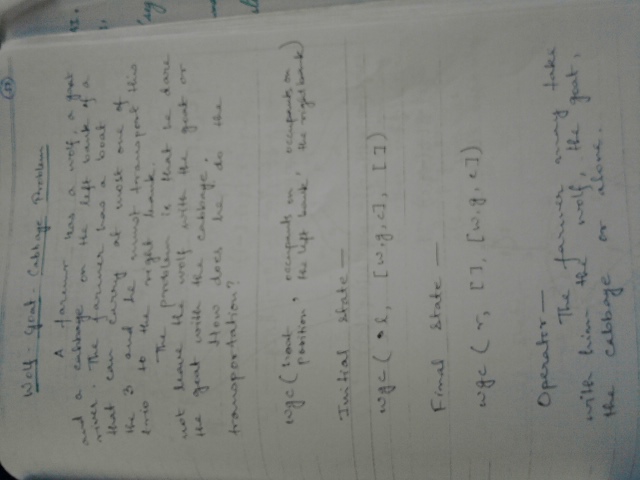 Wolf-Goat-Cabbage Problem
A farmer has a wolf, a goat
and a cabbage on the left bank of a
river. The farmer has a boat
that can carry at most one of
the 3 and he must transport this
trio to the right bank.
The problem is that he dare
not leave the wolf with the goat or
the goat with the cabbage.
How does he do the
transportation?
wgc (boat position, occupants on the left bank, occupants on the right bank)
Initial state —
wgc ( l, [w,g,c], [])
Final state —
wgc ( r, [], [w,g,c])
Operator —
The farmer may take
with him the wolf, the goat,
the cabbage or alone.